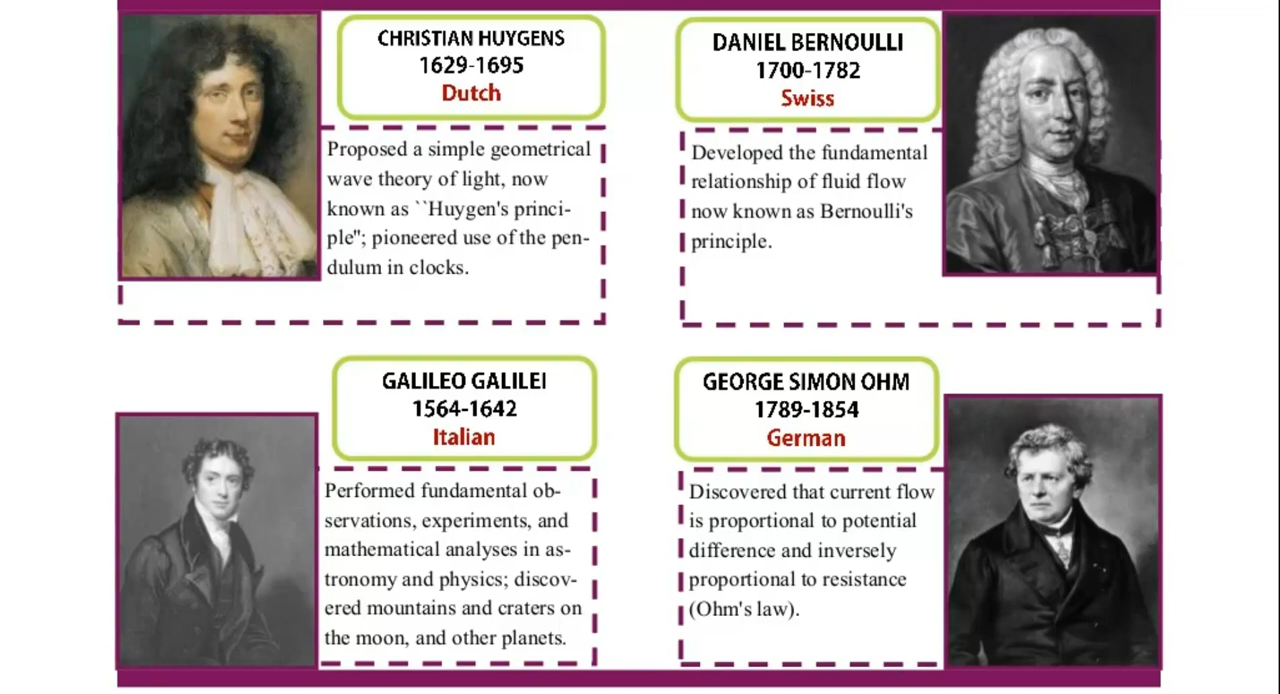 CHRISTIAN HUYGENS
1629-1695
Dutch
Proposed a simple geometrical
wave theory of light, now
known as ``Huygen's princi-
ple"; pioneered use of the pen-
dulum in clocks.
DANIEL BERNOULLI
1700-1782
Swiss
Developed the fundamental
relationship of fluid flow
now known as Bernoulli's
principle.
GALILEO GALILEI
1564-1642
Italian
Performed fundamental ob-
servations, experiments, and
mathematical analyses in as-
tronomy and physics; discov-
ered mountains and craters on
the moon, and other planets.
GEORGE SIMON OHM
1789-1854
German
Discovered that current flow
is proportional to potential
difference and inversely
proportional to resistance
(Ohm's law).